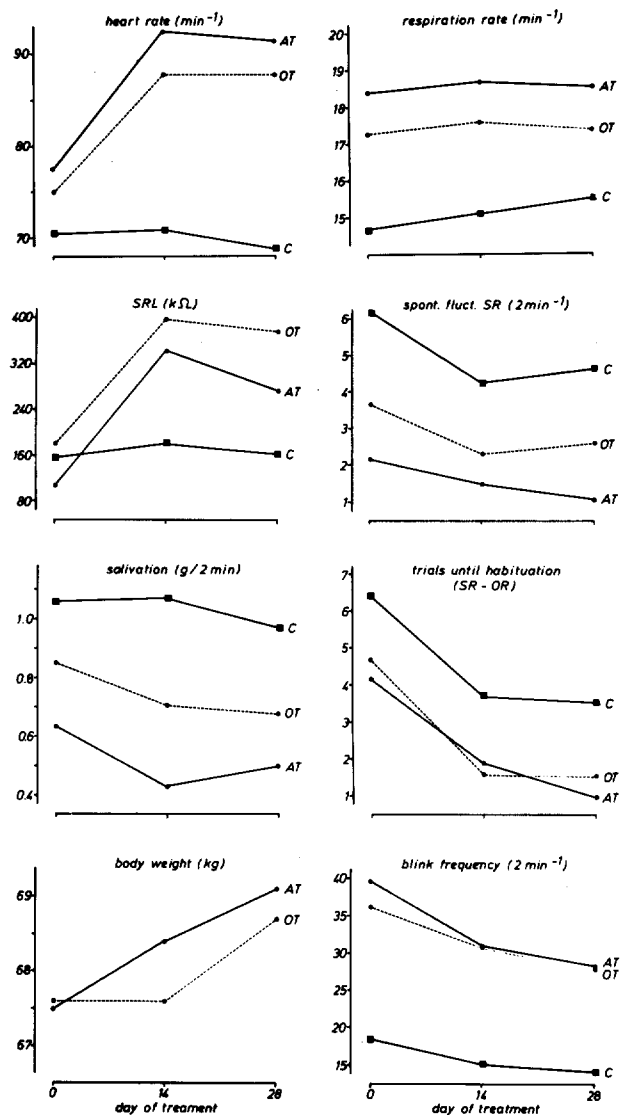 heart rate (min⁻¹)
90
80
70
AT
OT
C
respiration rate (min⁻¹)
20
19
18
17
16
15
AT
OT
C
SRL (kΩ)
400
320
240
160
80
OT
AT
C
spont. fluct. SR (2min⁻¹)
6
5
4
3
2
1
C
OT
AT
salivation (g/2 min)
1.0
0.8
0.6
0.4
C
OT
AT
trials until habituation
(SR - OR)
7
6
5
4
3
2
1
C
OT
AT
body weight (kg)
69
68
67
AT
OT
0 14 28
day of treament
blink frequency (2 min⁻¹)
40
35
30
25
20
15
AT
OT
C
0 14 28
day of treatment